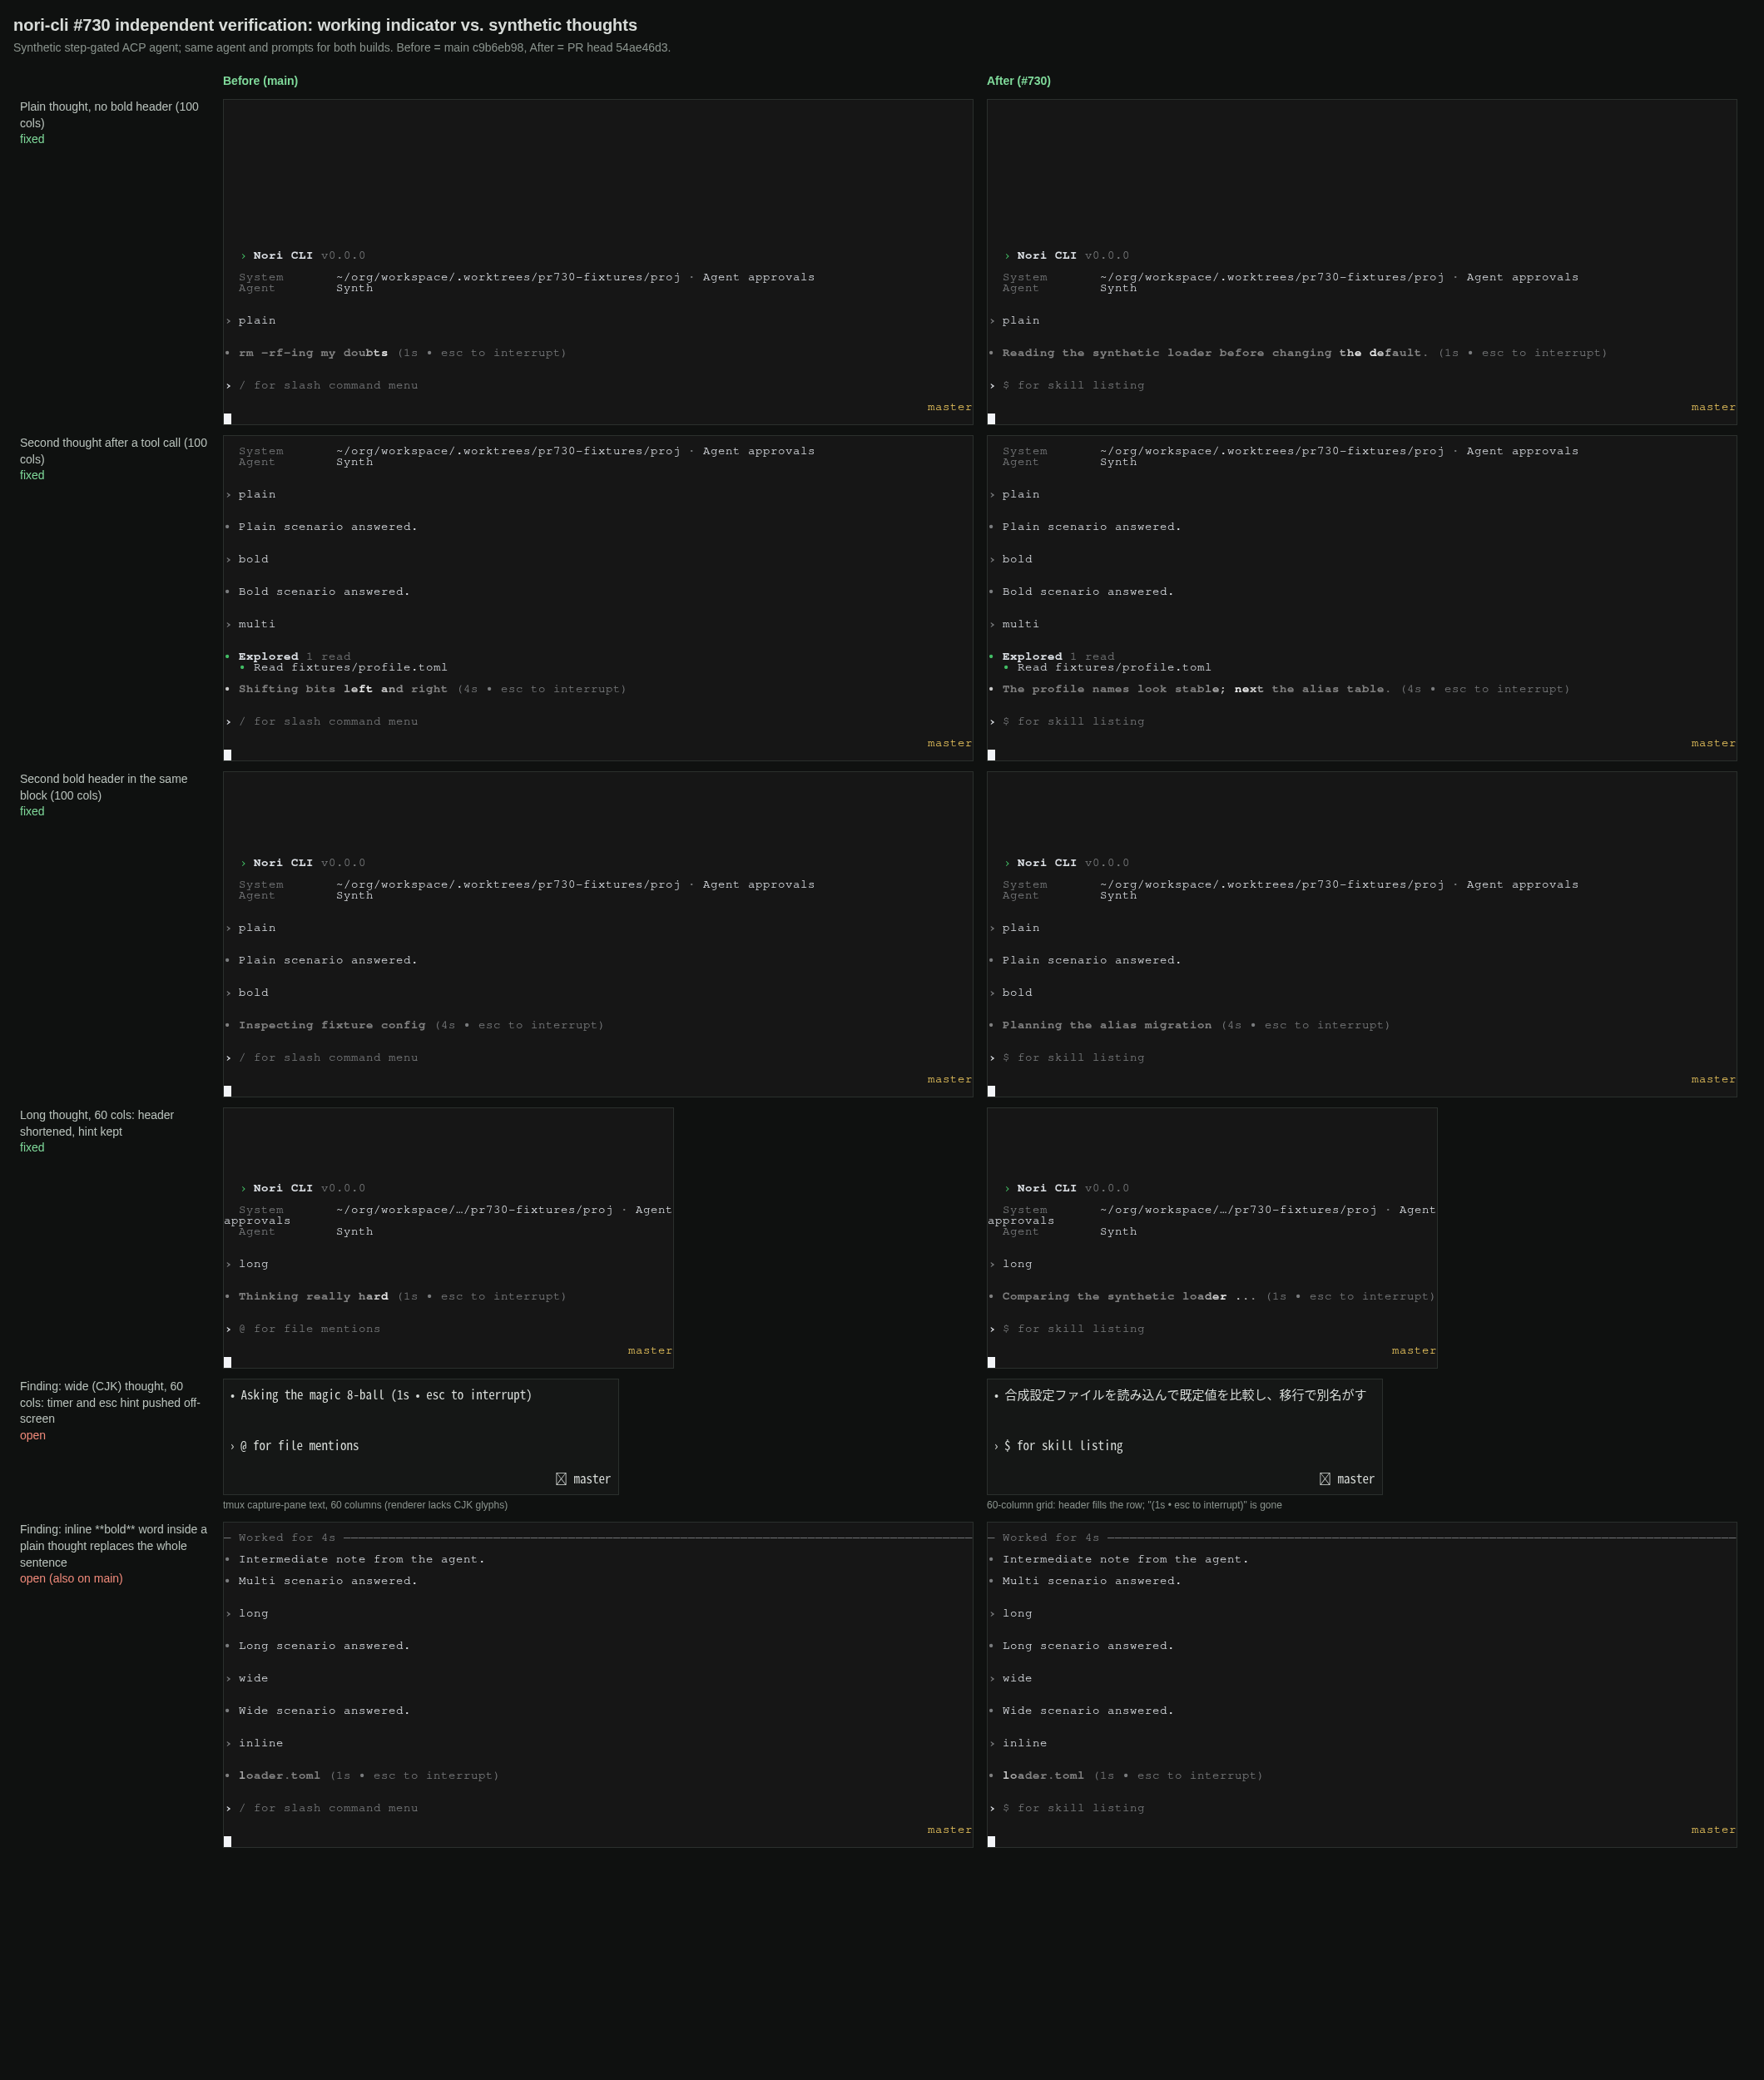 nori-cli #730 independent verification: working indicator vs. synthetic thoughts
Synthetic step-gated ACP agent; same agent and prompts for both builds. Before = main c9b6eb98, After = PR head 54ae46d3.
Before (main)
After (#730)
Plain thought, no bold header (100
cols)
fixed
› Nori CLI v0.0.0
System ~/org/workspace/.worktrees/pr730-fixtures/proj · Agent approvals
Agent Synth
› plain
• rm -rf-ing my doubts (1s • esc to interrupt)
› / for slash command menu
master
› Nori CLI v0.0.0
System ~/org/workspace/.worktrees/pr730-fixtures/proj · Agent approvals
Agent Synth
› plain
• Reading the synthetic loader before changing the default. (1s • esc to interrupt)
› $ for skill listing
master
Second thought after a tool call (100
cols)
fixed
System ~/org/workspace/.worktrees/pr730-fixtures/proj · Agent approvals
Agent Synth
› plain
• Plain scenario answered.
› bold
• Bold scenario answered.
› multi
• Explored 1 read
• Read fixtures/profile.toml
• Shifting bits left and right (4s • esc to interrupt)
› / for slash command menu
master
System ~/org/workspace/.worktrees/pr730-fixtures/proj · Agent approvals
Agent Synth
› plain
• Plain scenario answered.
› bold
• Bold scenario answered.
› multi
• Explored 1 read
• Read fixtures/profile.toml
• The profile names look stable; next the alias table. (4s • esc to interrupt)
› $ for skill listing
master
Second bold header in the same
block (100 cols)
fixed
› Nori CLI v0.0.0
System ~/org/workspace/.worktrees/pr730-fixtures/proj · Agent approvals
Agent Synth
› plain
• Plain scenario answered.
› bold
• Inspecting fixture config (4s • esc to interrupt)
› / for slash command menu
master
› Nori CLI v0.0.0
System ~/org/workspace/.worktrees/pr730-fixtures/proj · Agent approvals
Agent Synth
› plain
• Plain scenario answered.
› bold
• Planning the alias migration (4s • esc to interrupt)
› $ for skill listing
master
Long thought, 60 cols: header
shortened, hint kept
fixed
› Nori CLI v0.0.0
System ~/org/workspace/…/pr730-fixtures/proj · Agent
approvals
Agent Synth
› long
• Thinking really hard (1s • esc to interrupt)
› @ for file mentions
master
› Nori CLI v0.0.0
System ~/org/workspace/…/pr730-fixtures/proj · Agent
approvals
Agent Synth
› long
• Comparing the synthetic loader ... (1s • esc to interrupt)
› $ for skill listing
master
Finding: wide (CJK) thought, 60
cols: timer and esc hint pushed off-
screen
open
• Asking the magic 8-ball (1s • esc to interrupt)
› @ for file mentions
master
tmux capture-pane text, 60 columns (renderer lacks CJK glyphs)
• 合成設定ファイルを読み込んで既定値を比較し、移行で別名がす
› $ for skill listing
master
60-column grid: header fills the row; "(1s • esc to interrupt)" is gone
Finding: inline **bold** word inside a
plain thought replaces the whole
sentence
open (also on main)
─ Worked for 4s ─
• Intermediate note from the agent.
• Multi scenario answered.
› long
• Long scenario answered.
› wide
• Wide scenario answered.
› inline
• loader.toml (1s • esc to interrupt)
› / for slash command menu
master
─ Worked for 4s ─
• Intermediate note from the agent.
• Multi scenario answered.
› long
• Long scenario answered.
› wide
• Wide scenario answered.
› inline
• loader.toml (1s • esc to interrupt)
› $ for skill listing
master